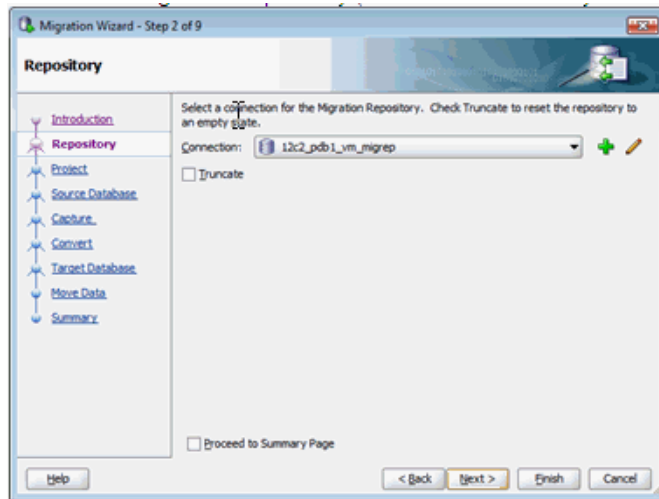 Migration Wizard - Step 2 of 9
Repository
Introduction
Repository
Project
Source Database
Capture
Convert
Target Database
Move Data
Summary
Select a connection for the Migration Repository. Check Truncate to reset the repository to
an empty state.
Connection: 12c2_pdb1_vm_migrep
Truncate
Proceed to Summary Page
Help
< Back
Next >
Finish
Cancel